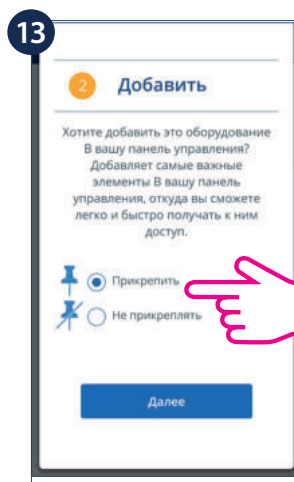 13
2 Добавить
Хотите добавить это оборудование
В вашу панель управления?
Добавляет самые важные
элементы В вашу панель
управления, откуда вы сможете
легко и быстро получать к ним
доступ.
Прикрепить
Не прикреплять
Далее